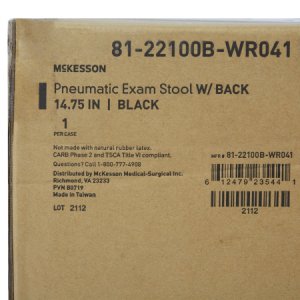 81-22100B-WR041
McKESSON
Pneumatic Exam Stool W/ BACK
14.75 IN | BLACK
1
PER CASE
Not made with natural rubber latex.
CARB Phase 2 and TSCA Title VI compliant.
Questions? Call 1-800-777-4908
Distributed by McKesson Medical-Surgical Inc.
Richmond, VA 23233
PVN 80719
Made in Taiwan
LOT 2112
MFR # 81-22100B-WR041
6 12479 23544 1
2112